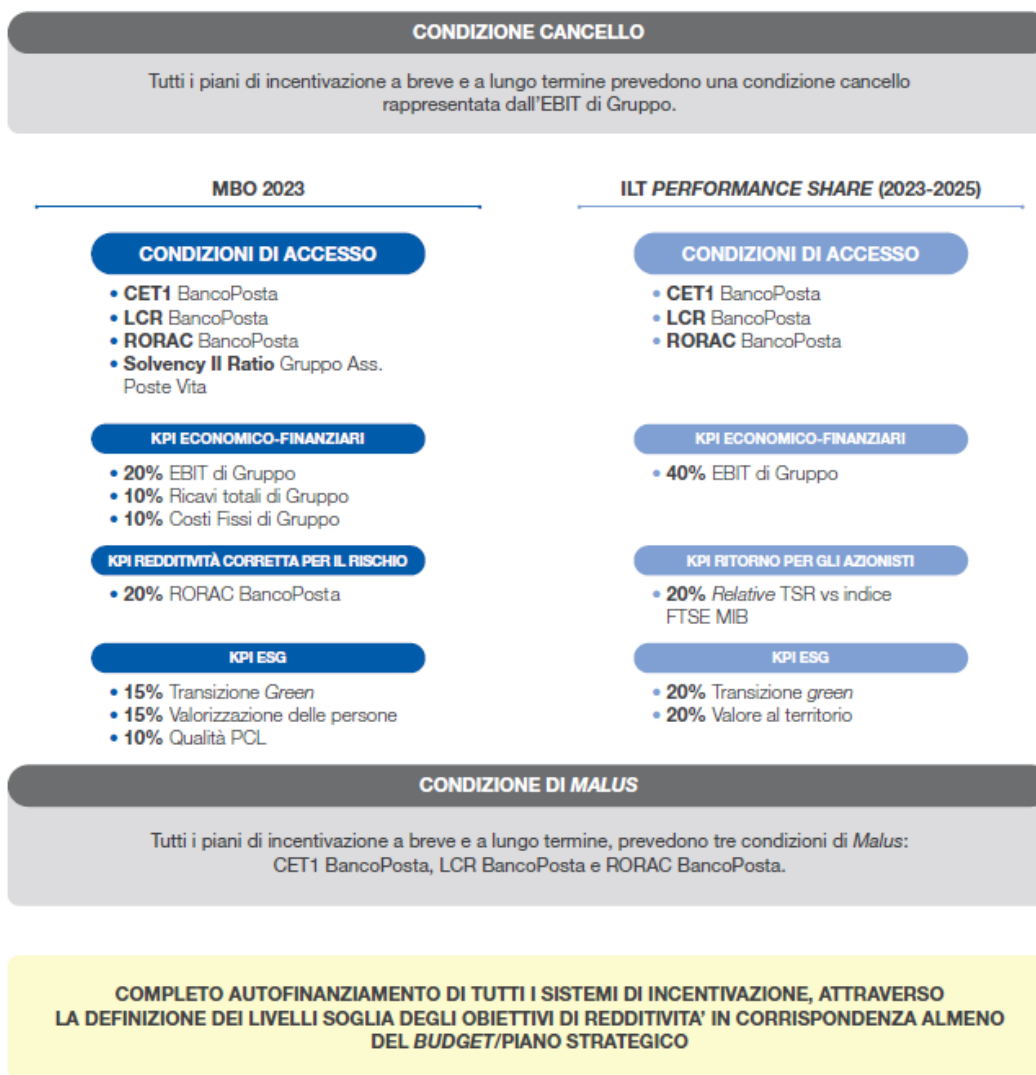 CONDIZIONE CANCELLO
Tutti i piani di incentivazione a breve e a lungo termine prevedono una condizione cancello
rappresentata dall'EBIT di Gruppo.
MBO 2023
CONDIZIONI DI ACCESSO
• CET1 BancoPosta
• LCR BancoPosta
• RORAC BancoPosta
• Solvency II Ratio Gruppo Ass.
Poste Vita
KPI ECONOMICO-FINANZIARI
• 20% EBIT di Gruppo
• 10% Ricavi totali di Gruppo
• 10% Costi Fissi di Gruppo
KPI REDDITIVITÀ CORRETTA PER IL RISCHIO
• 20% RORAC BancoPosta
KPI ESG
• 15% Transizione Green
• 15% Valorizzazione delle persone
• 10% Qualità PCL
ILT PERFORMANCE SHARE (2023-2025)
CONDIZIONI DI ACCESSO
• CET1 BancoPosta
• LCR BancoPosta
• RORAC BancoPosta
KPI ECONOMICO-FINANZIARI
• 40% EBIT di Gruppo
KPI RITORNO PER GLI AZIONISTI
• 20% Relative TSR vs indice
FTSE MIB
KPI ESG
• 20% Transizione green
• 20% Valore al territorio
CONDIZIONE DI MALUS
Tutti i piani di incentivazione a breve e a lungo termine, prevedono tre condizioni di Malus:
CET1 BancoPosta, LCR BancoPosta e RORAC BancoPosta.
COMPLETO AUTOFINANZIAMENTO DI TUTTI I SISTEMI DI INCENTIVAZIONE, ATTRAVERSO
LA DEFINIZIONE DEI LIVELLI SOGLIA DEGLI OBIETTIVI DI REDDITIVITA' IN CORRISPONDENZA ALMENO
DEL BUDGET/PIANO STRATEGICO